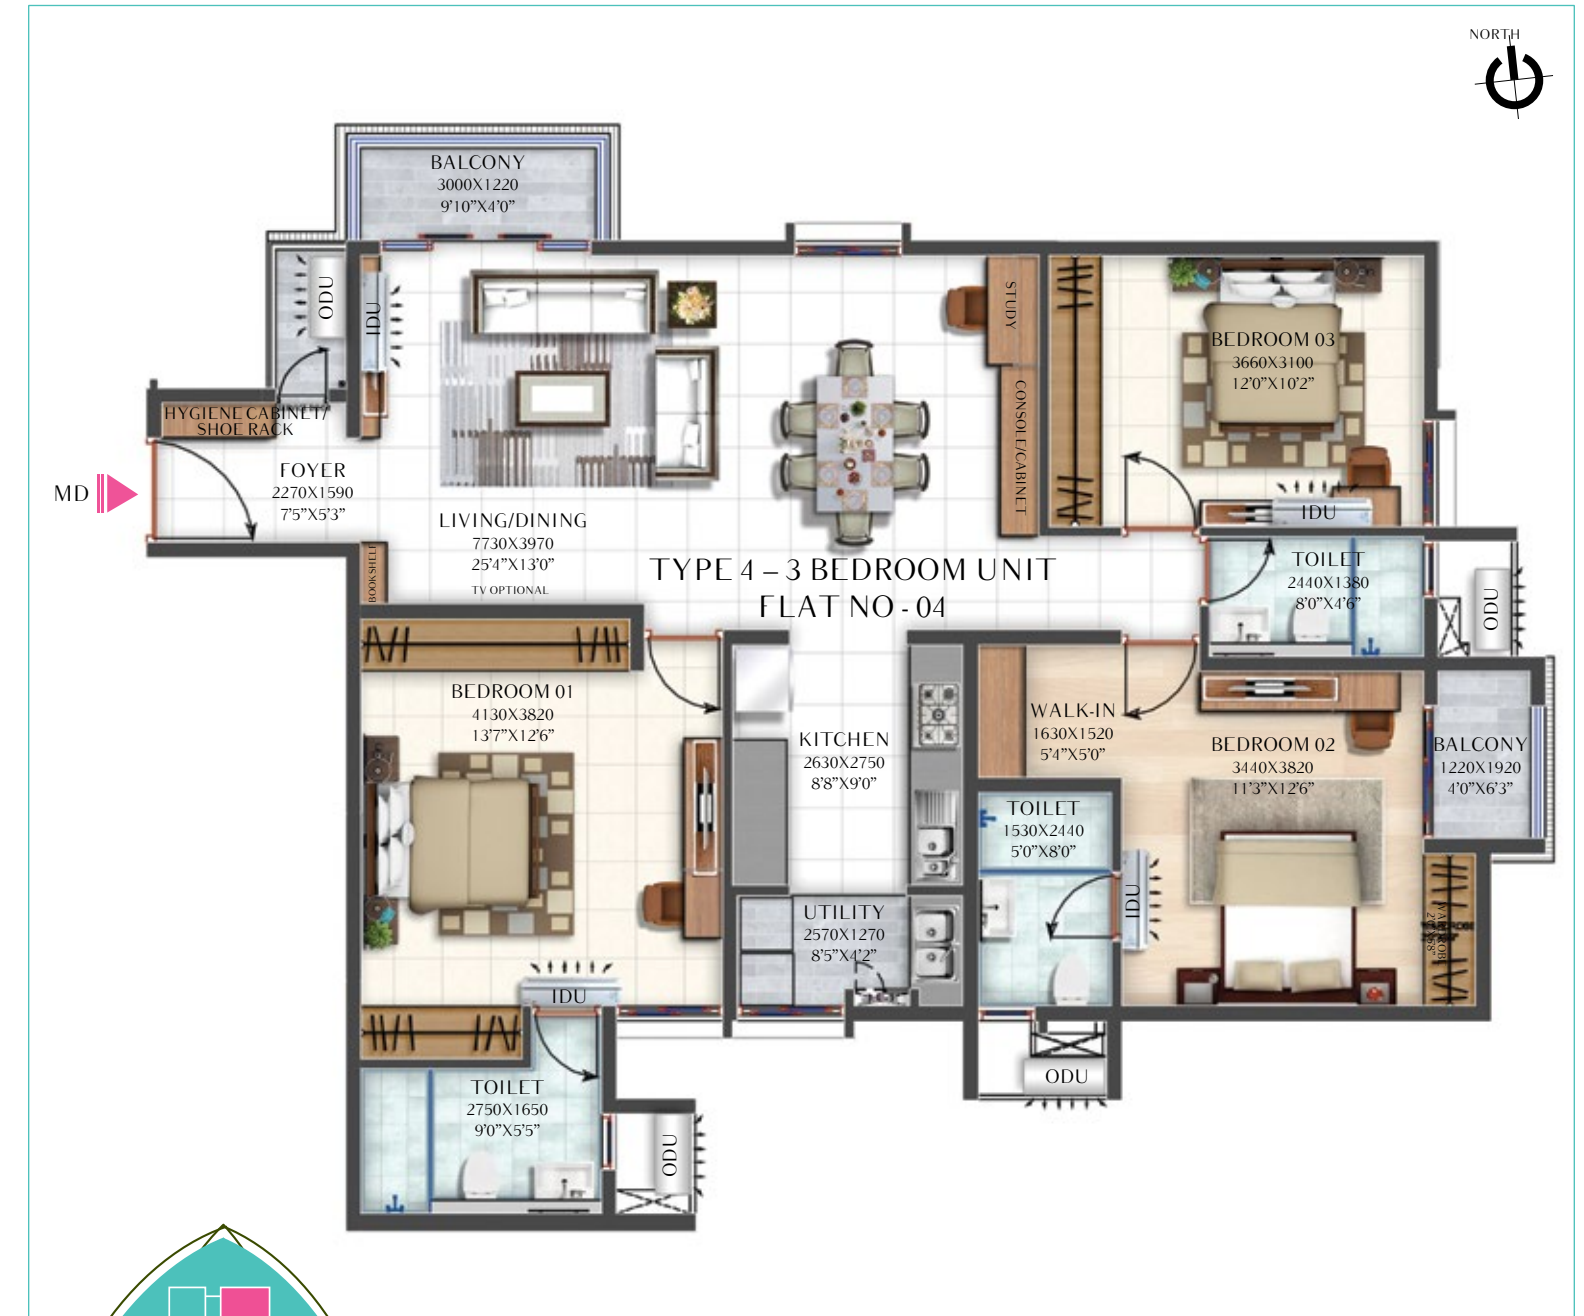 NORTH
BALCONY
3000X1220
9'10"X4'0"
ODU
IDU
STUDY
BEDROOM 03
3660X3100
12'0"X10'2"
HYGIENE CABINET/
SHOE RACK
CONSOLE/CABINET
FOYER
2270X1590
7'5"X5'3"
MD
IDU
LIVING/DINING
7730X3970
25'4"X13'0"
TV OPTIONAL
BOOKSHELF
TYPE 4 – 3 BEDROOM UNIT
FLAT NO - 04
TOILET
2440X1380
8'0"X4'6"
ODU
BEDROOM 01
4130X3820
13'7"X12'6"
KITCHEN
2630X2750
8'8"X9'0"
WALK-IN
1630X1520
5'4"X5'0"
BEDROOM 02
3440X3820
11'3"X12'6"
BALCONY
1220X1920
4'0"X6'3"
TOILET
1530X2440
5'0"X8'0"
IDU
UTILITY
2570X1270
8'5"X4'2"
WARDROBE
IDU
ODU
TOILET
2750X1650
9'0"X5'5"
ODU